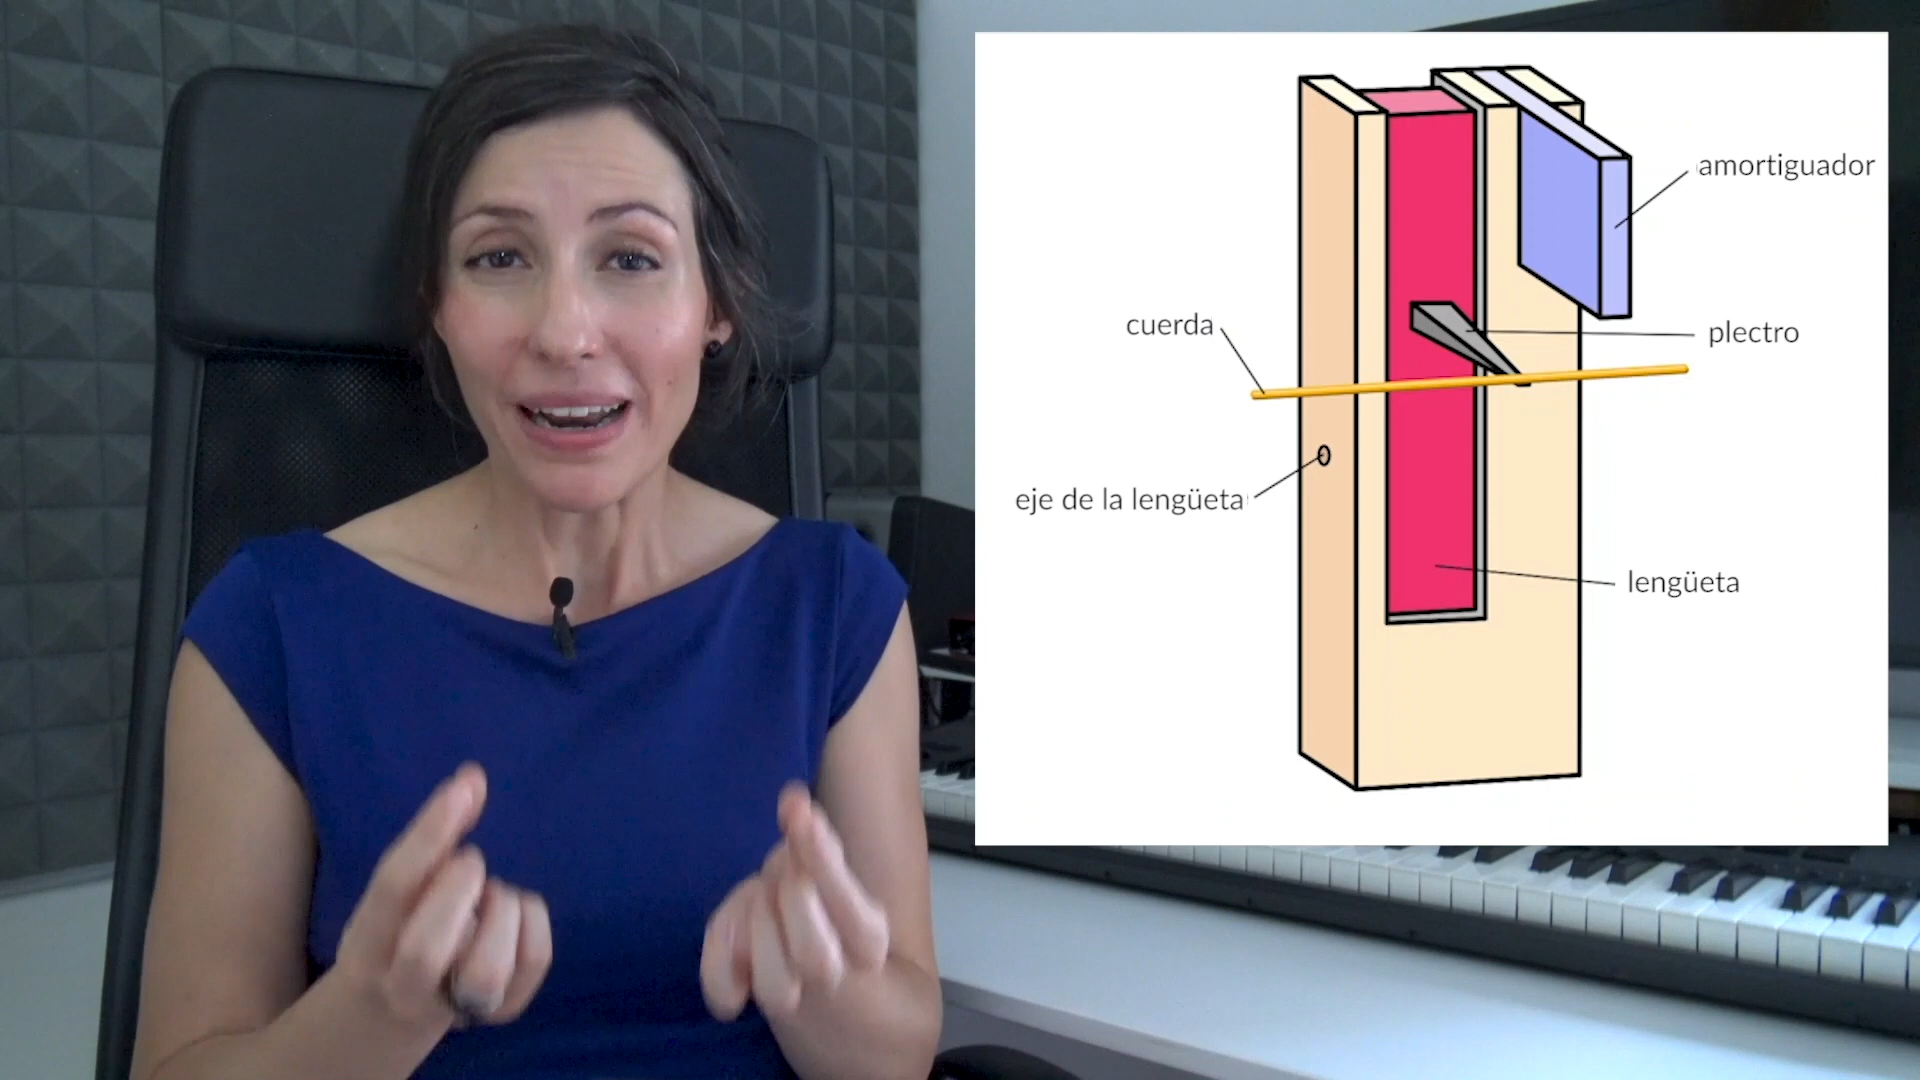 amortiguador
cuerda
plectro
eje de la lengüeta
lengüeta